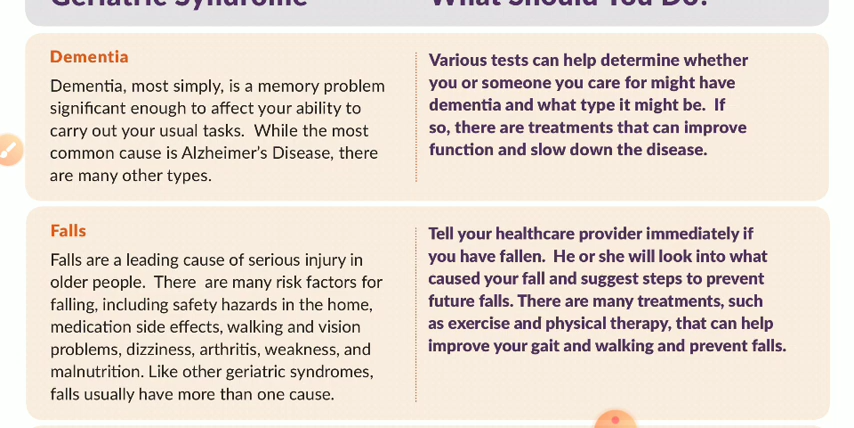 Geriatric Syndrome
What Should You Do?
Dementia
Dementia, most simply, is a memory problem
significant enough to affect your ability to
carry out your usual tasks.  While the most
common cause is Alzheimer's Disease, there
are many other types.
Various tests can help determine whether
you or someone you care for might have
dementia and what type it might be.  If
so, there are treatments that can improve
function and slow down the disease.
Falls
Falls are a leading cause of serious injury in
older people.  There  are many risk factors for
falling, including safety hazards in the home,
medication side effects, walking and vision
problems, dizziness, arthritis, weakness, and
malnutrition. Like other geriatric syndromes,
falls usually have more than one cause.
Tell your healthcare provider immediately if
you have fallen.  He or she will look into what
caused your fall and suggest steps to prevent
future falls. There are many treatments, such
as exercise and physical therapy, that can help
improve your gait and walking and prevent falls.